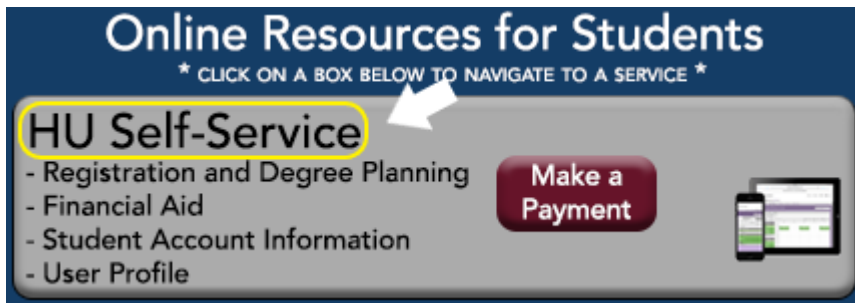 Online Resources for Students
* CLICK ON A BOX BELOW TO NAVIGATE TO A SERVICE *
HU Self-Service
- Registration and Degree Planning
- Financial Aid
- Student Account Information
- User Profile
Make a
Payment